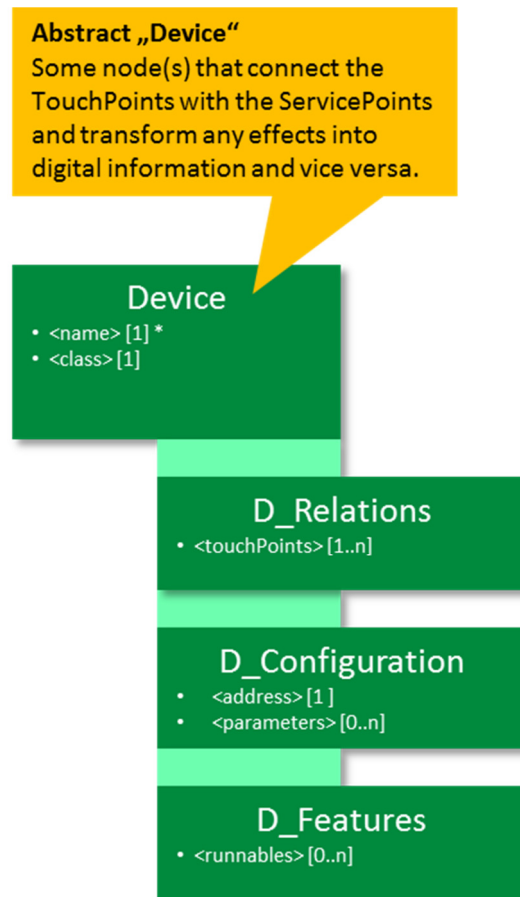 Abstract „Device“
Some node(s) that connect the
TouchPoints with the ServicePoints
and transform any effects into
digital information and vice versa.
Device
• <name> [1] *
• <class> [1]
D_Relations
• <touchPoints> [1..n]
D_Configuration
• <address> [1 ]
• <parameters> [0..n]
D_Features
• <runnables> [0..n]